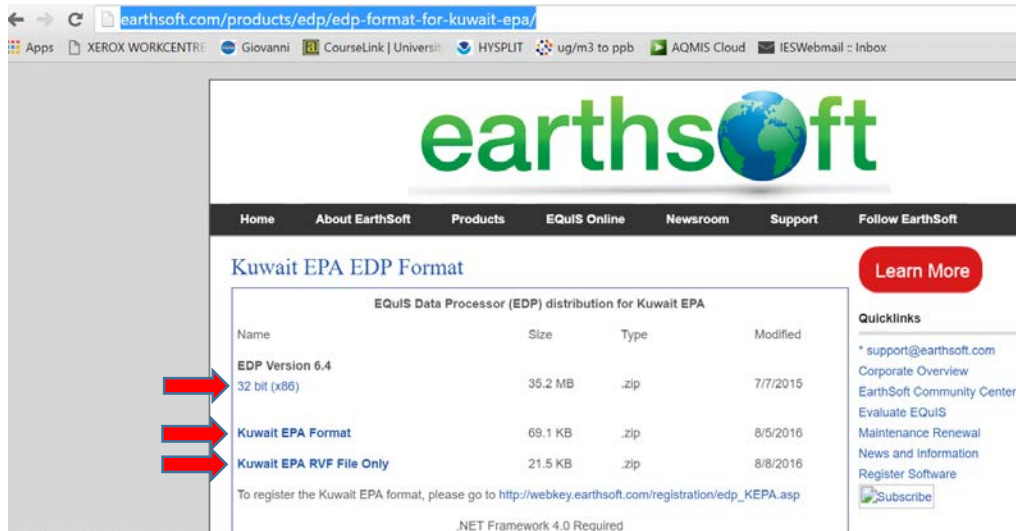 earthsoft.com/products/edp/edp-format-for-kuwait-epa/
Apps XEROX WORKCENTRE Giovanni CourseLink | Universit HYSPLIT ug/m3 to ppb AQMIS Cloud IESWebmail :: Inbox
earthsoft
Home About EarthSoft Products EQuIS Online Newsroom Support Follow EarthSoft
Kuwait EPA EDP Format
EQuIS Data Processor (EDP) distribution for Kuwait EPA
Name Size Type Modified
EDP Version 6.4
32 bit (x86) 35.2 MB .zip 7/7/2015
Kuwait EPA Format 69.1 KB .zip 8/5/2016
Kuwait EPA RVF File Only 21.5 KB .zip 8/8/2016
To register the Kuwait EPA format, please go to http://webkey.earthsoft.com/registration/edp_KEPA.asp
.NET Framework 4.0 Required
Learn More
Quicklinks
* support@earthsoft.com
Corporate Overview
EarthSoft Community Center
Evaluate EQuIS
Maintenance Renewal
News and Information
Register Software
Subscribe